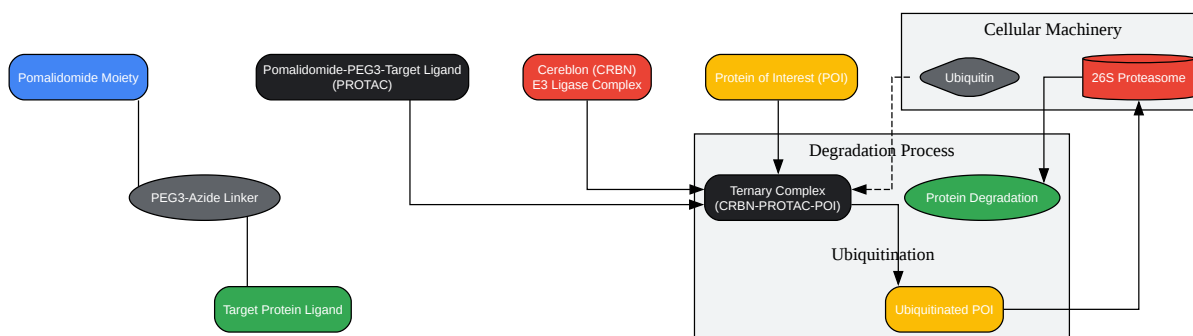 Cellular Machinery
Pomalidomide Moiety
Pomalidomide-PEG3-Target Ligand
(PROTAC)
Cereblon (CRBN)
E3 Ligase Complex
Protein of Interest (POI)
Ubiquitin
26S Proteasome
Degradation Process
PEG3-Azide Linker
Ternary Complex
(CRBN-PROTAC-POI)
Protein Degradation
Ubiquitination
Target Protein Ligand
Ubiquitinated POI